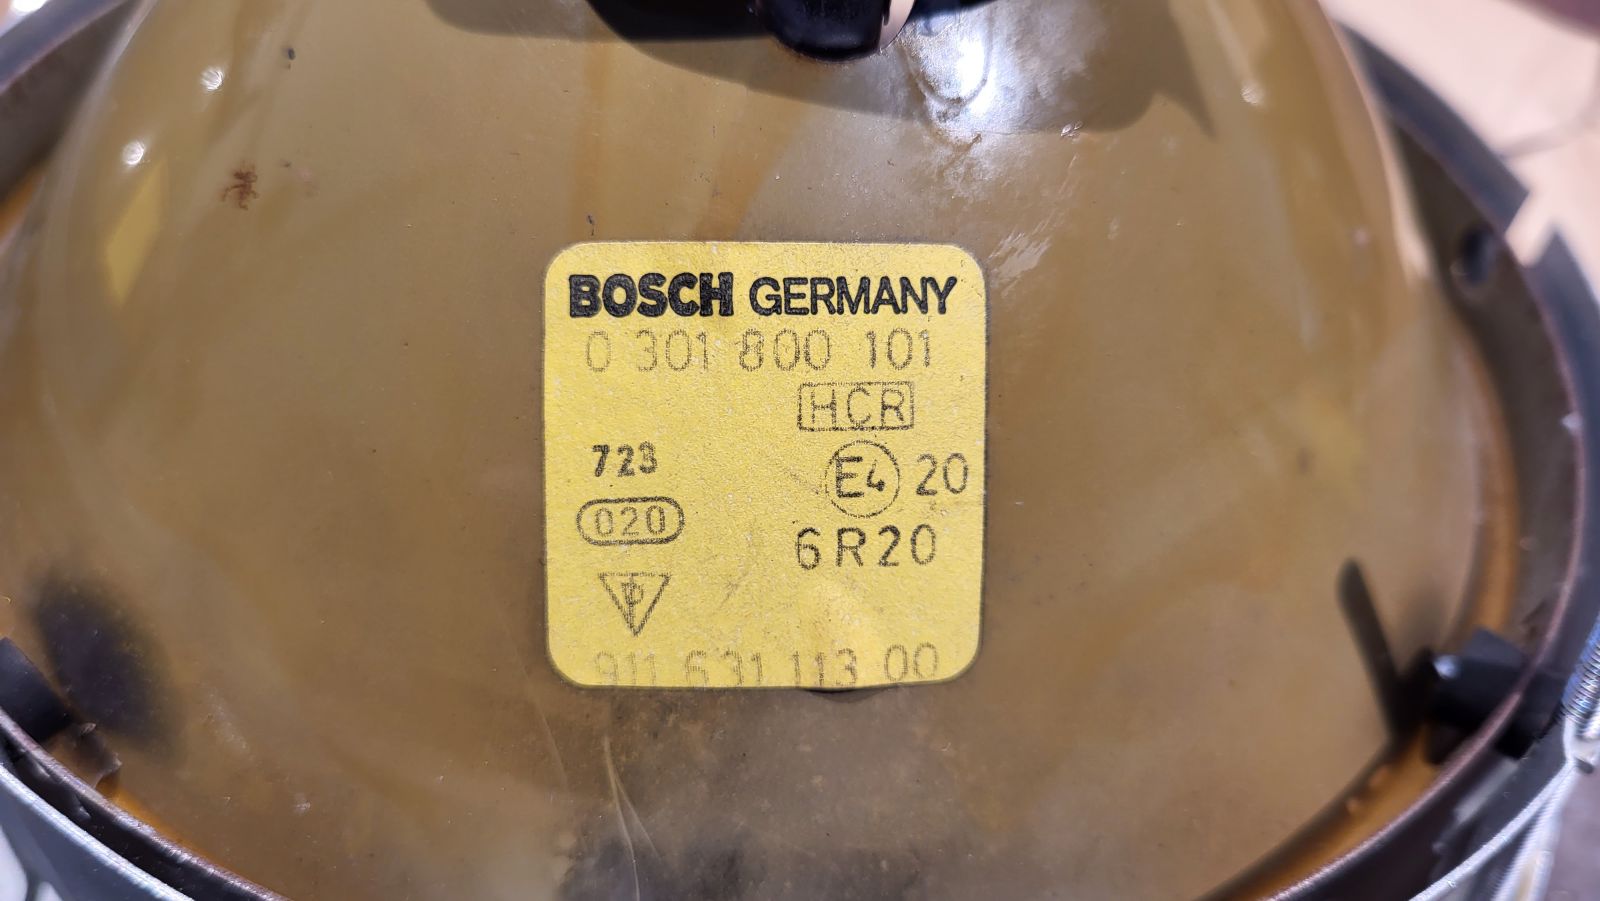 BOSCH GERMANY
0 301 800 101
HCR
723
E4 20
020
6R20
911 631 113 00